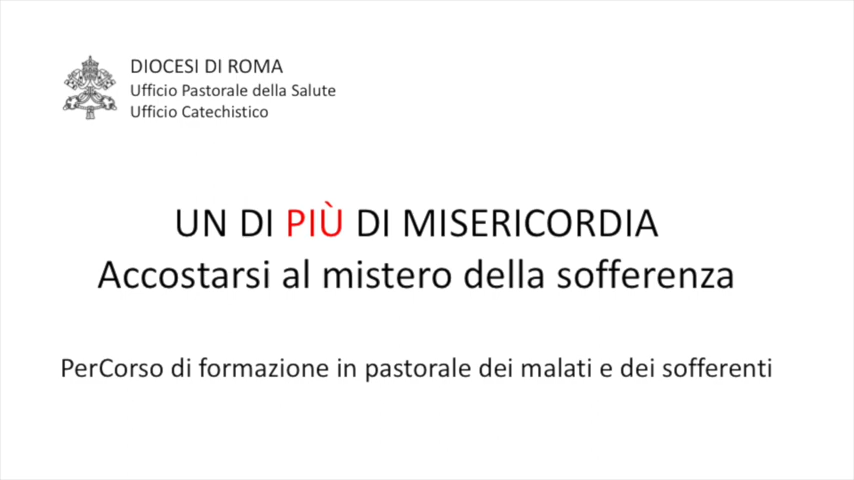 DIOCESI DI ROMA
Ufficio Pastorale della Salute
Ufficio Catechistico
UN DI PIÙ DI MISERICORDIA
Accostarsi al mistero della sofferenza
PerCorso di formazione in pastorale dei malati e dei sofferenti